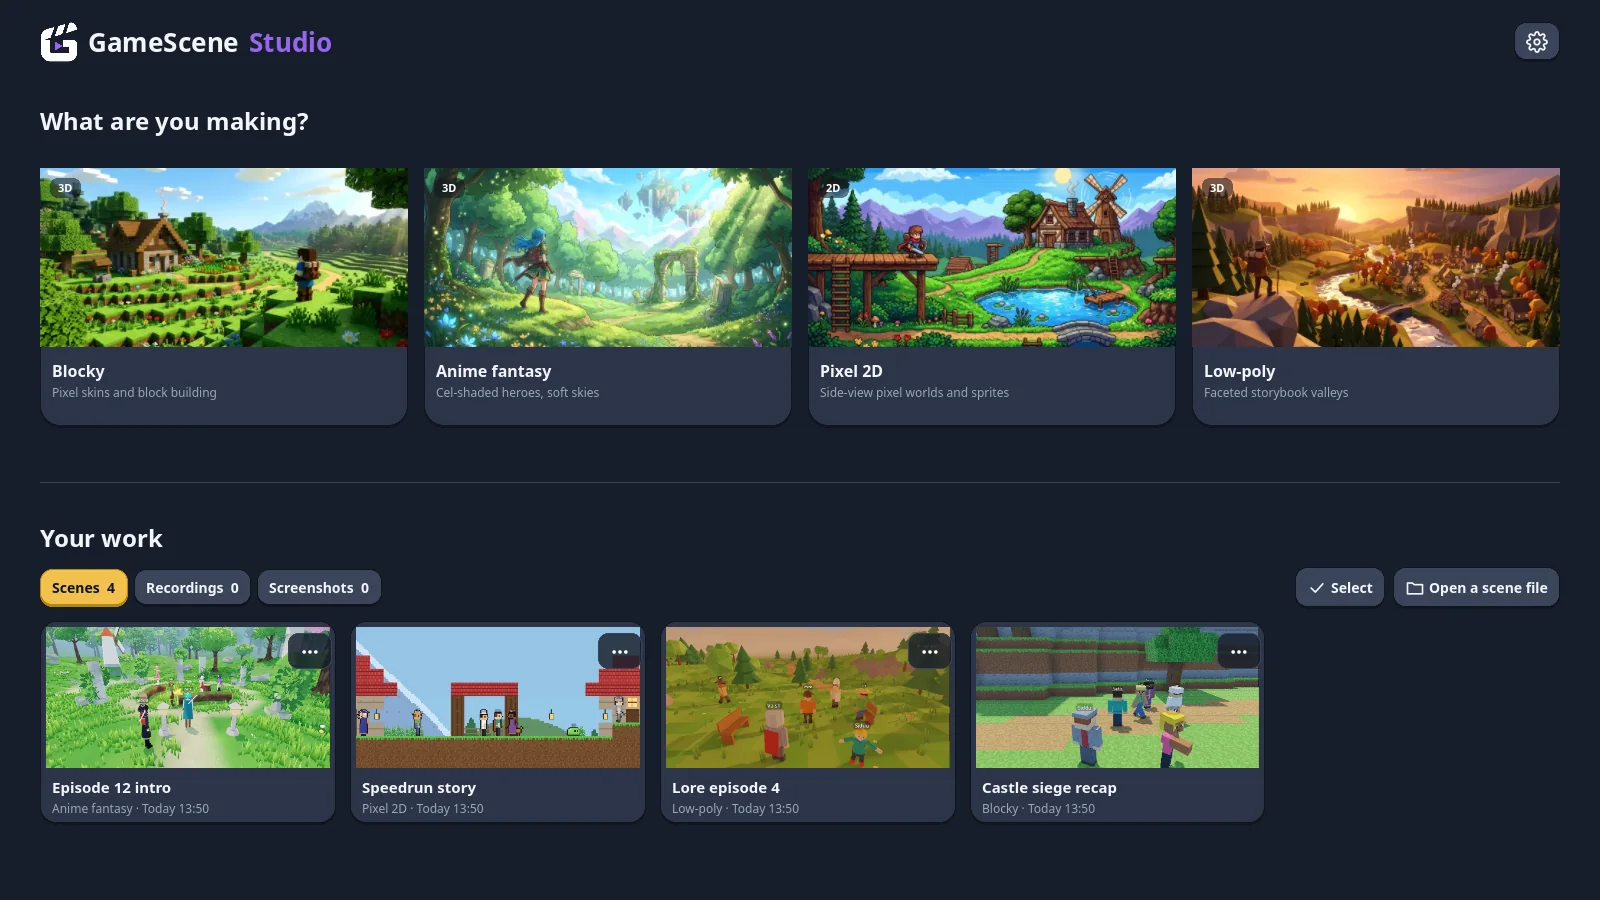 GameScene Studio
What are you making?
3D
3D
2D
3D
Blocky
Pixel skins and block building
Anime fantasy
Cel-shaded heroes, soft skies
Pixel 2D
Side-view pixel worlds and sprites
Low-poly
Faceted storybook valleys
Your work
Scenes 4
Recordings 0
Screenshots 0
Select
Open a scene file
Episode 12 intro
Anime fantasy · Today 13:50
Speedrun story
Pixel 2D · Today 13:50
Lore episode 4
Low-poly · Today 13:50
Castle siege recap
Blocky · Today 13:50